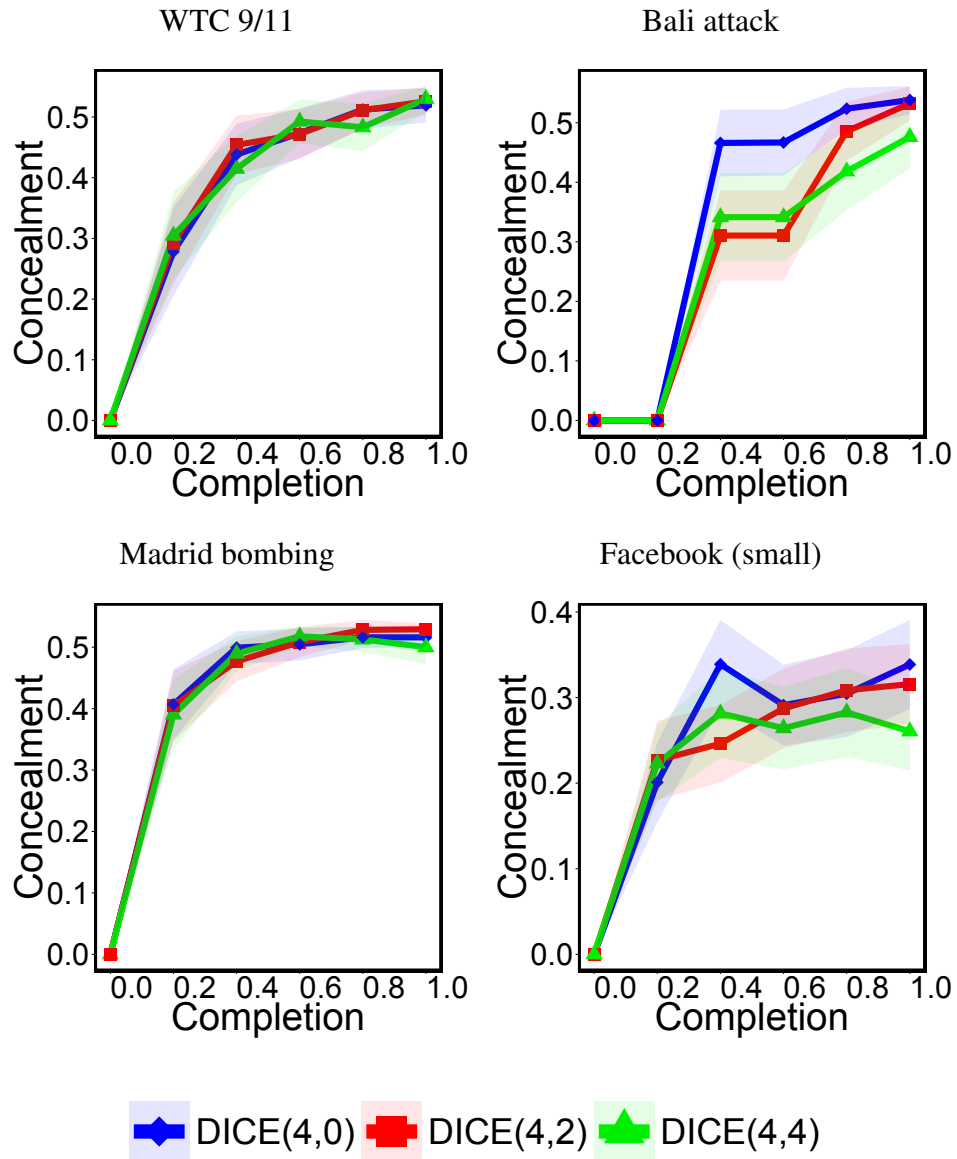 WTC 9/11 Bali attack
0.5 0.5
0.4 0.4
0.3 0.3
0.2 0.2
0.1 0.1
0.0 0.0
Concealment Concealment
0.0 0.2 0.4 0.6 0.8 1.0 0.0 0.2 0.4 0.6 0.8 1.0
Completion Completion
Madrid bombing Facebook (small)
0.4
0.5
0.4 0.3
0.3 0.2
0.2
0.1 0.1
0.0 0.0
Concealment Concealment
0.0 0.2 0.4 0.6 0.8 1.0 0.0 0.2 0.4 0.6 0.8 1.0
Completion Completion
DICE(4,0) DICE(4,2) DICE(4,4)